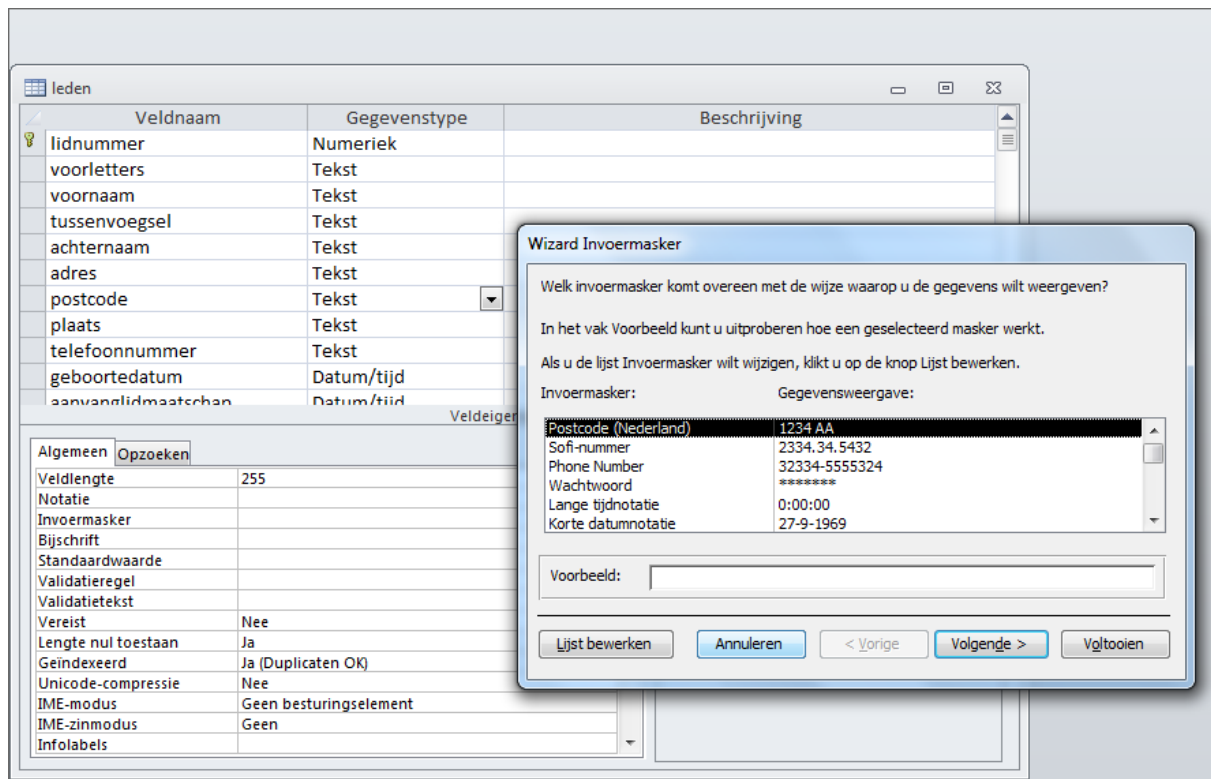 leden
Veldnaam Gegevenstype Beschrijving
lidnummer Numeriek
voorletters Tekst
voornaam Tekst
tussenvoegsel Tekst
achternaam Tekst
adres Tekst
postcode Tekst
plaats Tekst
telefoonnummer Tekst
geboortedatum Datum/tijd
aanvanglidmaatschap Datum/tijd
Veldeiger
Algemeen Opzoeken
Veldlengte 255
Notatie
Invoermasker
Bijschrift
Standaardwaarde
Validatieregel
Validatietekst
Vereist Nee
Lengte nul toestaan Ja
Geïndexeerd Ja (Duplicaten OK)
Unicode-compressie Nee
IME-modus Geen besturingselement
IME-zinmodus Geen
Infolabels
Wizard Invoermasker
Welk invoermasker komt overeen met de wijze waarop u de gegevens wilt weergeven?
In het vak Voorbeeld kunt u uitproberen hoe een geselecteerd masker werkt.
Als u de lijst Invoermasker wilt wijzigen, klikt u op de knop Lijst bewerken.
Invoermasker: Gegevensweergave:
Postcode (Nederland) 1234 AA
Sofi-nummer 2334.34.5432
Phone Number 32334-5555324
Wachtwoord *******
Lange tijdnotatie 0:00:00
Korte datumnotatie 27-9-1969
Voorbeeld:
Lijst bewerken Annuleren < Vorige Volgende > Voltooien